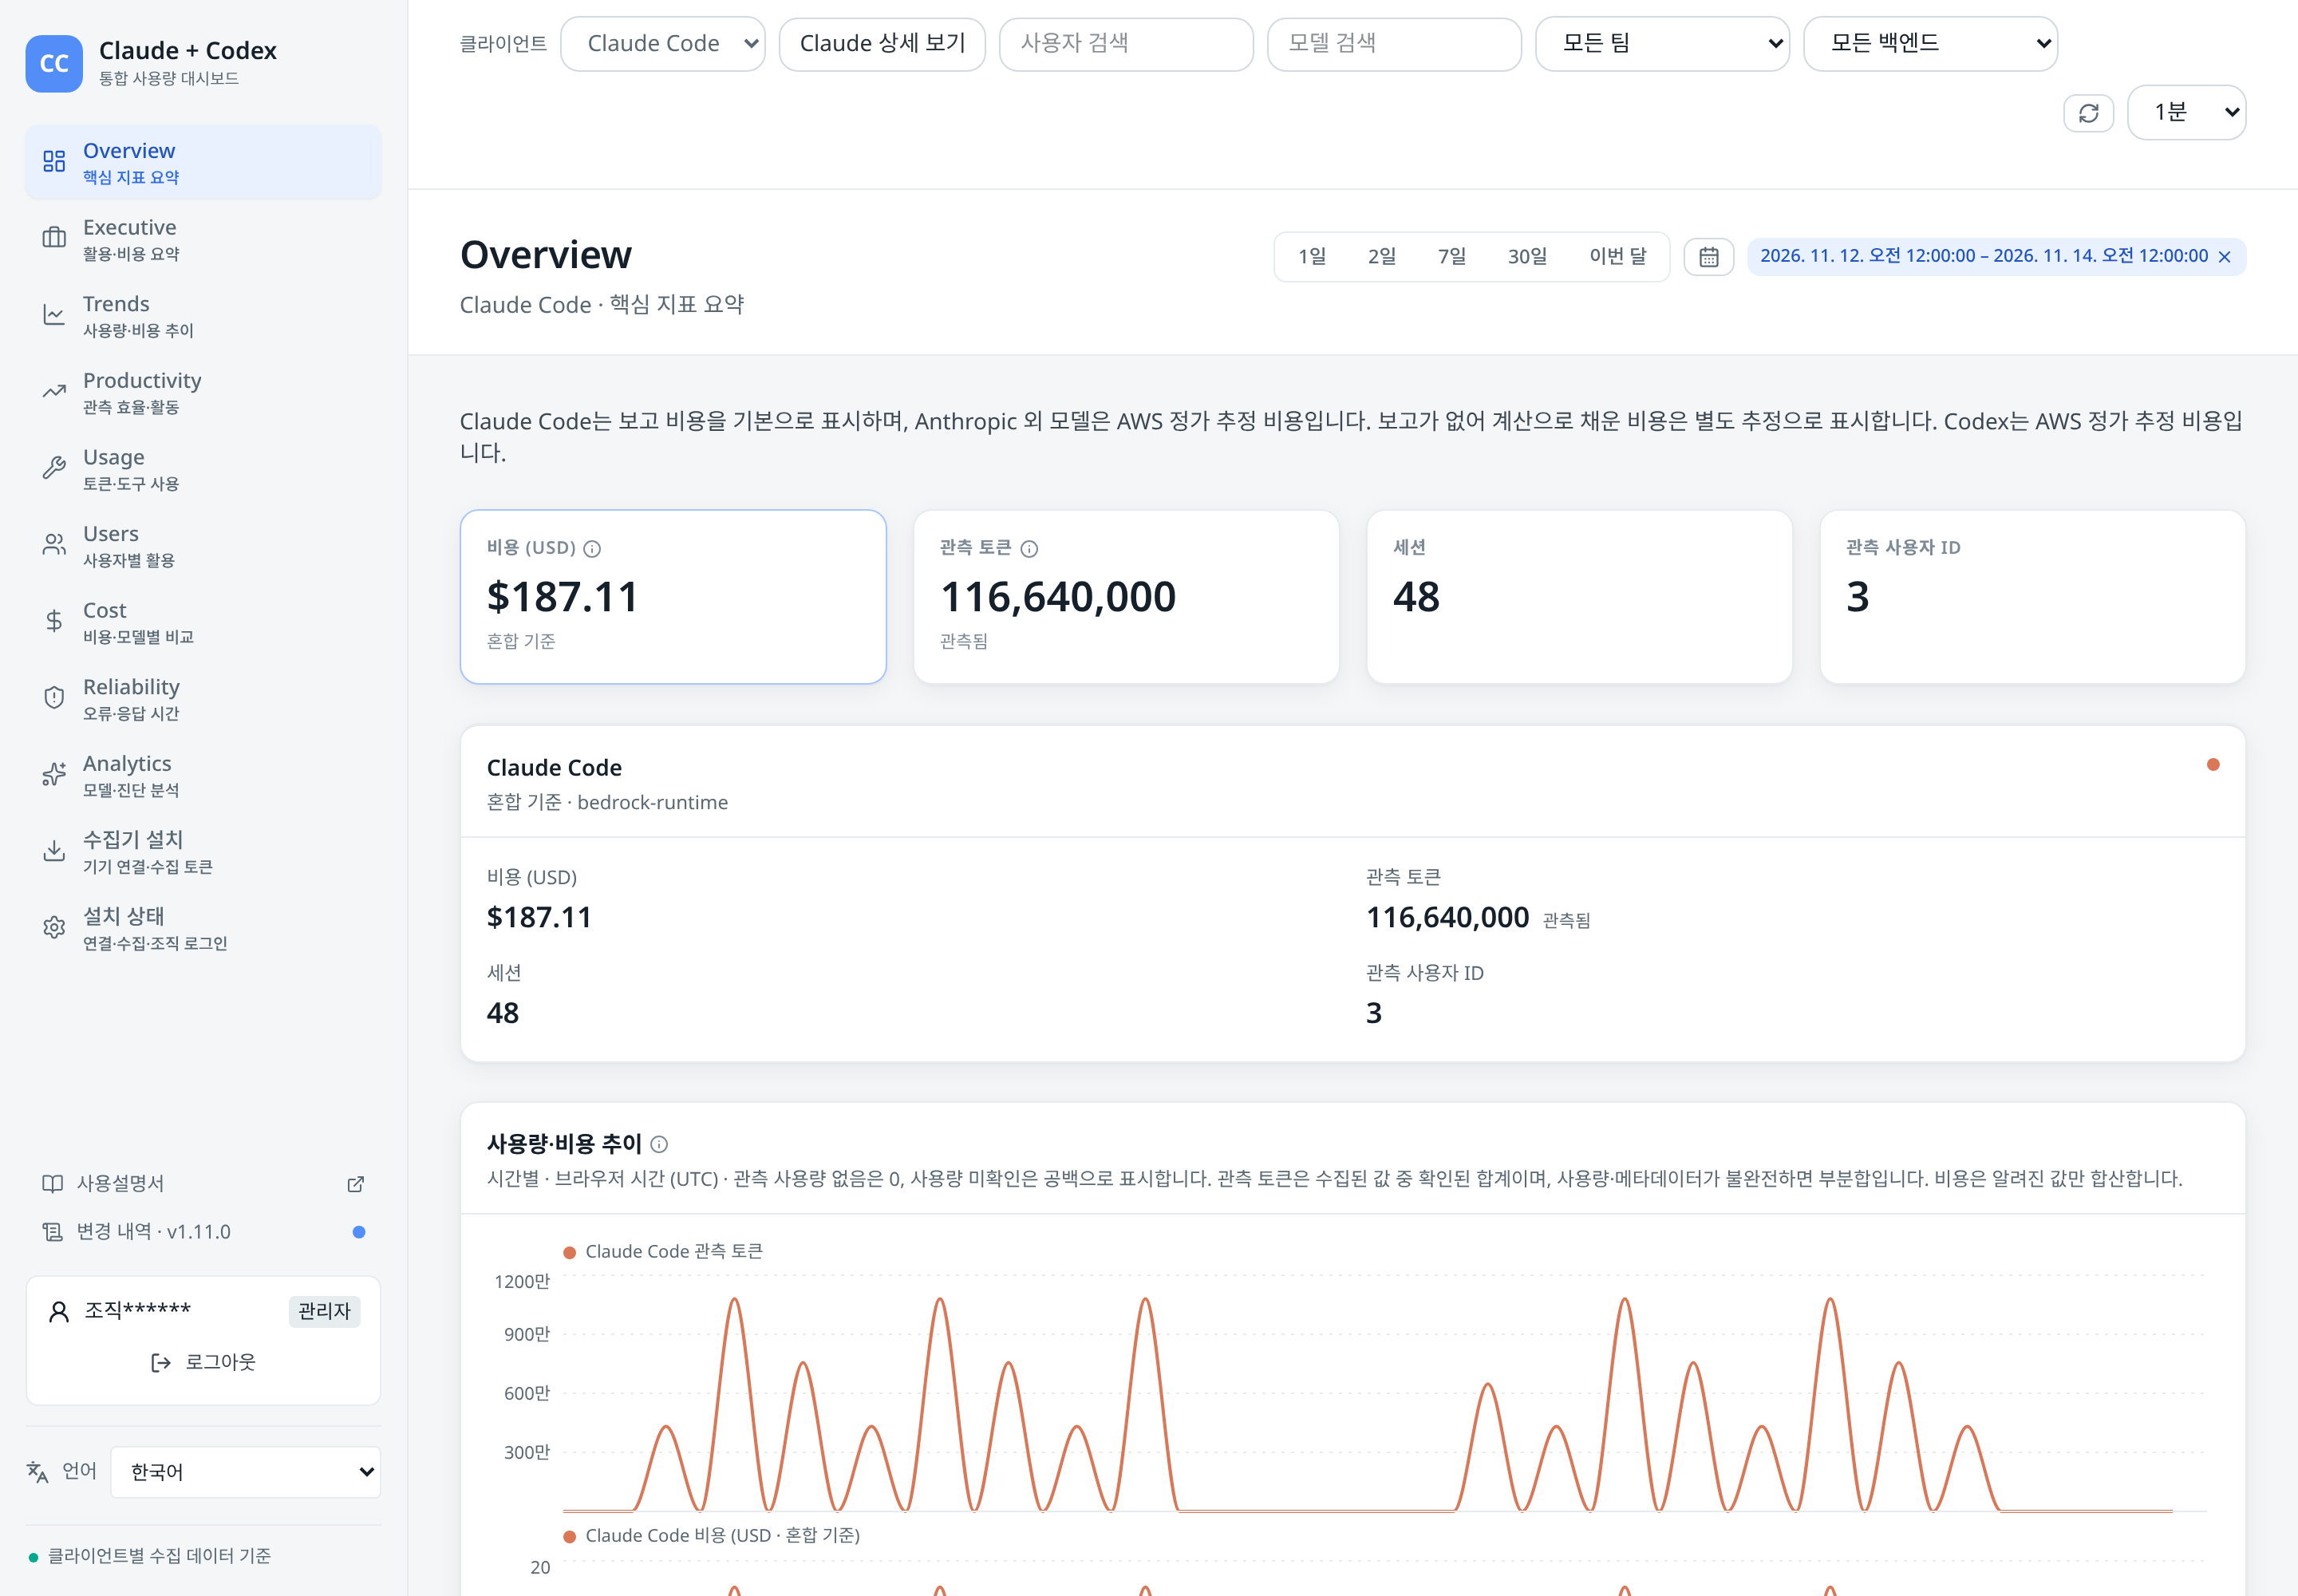 CC
Claude + Codex
통합 사용량 대시보드
Overview
핵심 지표 요약
Executive
활용·비용 요약
Trends
사용량·비용 추이
Productivity
관측 효율·활동
Usage
토큰·도구 사용
Users
사용자별 활용
Cost
비용·모델별 비교
Reliability
오류·응답 시간
Analytics
모델·진단 분석
수집기 설치
기기 연결·수집 토큰
설치 상태
연결·수집·조직 로그인
사용설명서
변경 내역 · v1.11.0
조직****** 관리자
로그아웃
언어 한국어
클라이언트별 수집 데이터 기준
클라이언트 Claude Code Claude 상세 보기 사용자 검색 모델 검색 모든 팀 모든 백엔드
1분
Overview
Claude Code · 핵심 지표 요약
1일 2일 7일 30일 이번 달 2026. 11. 12. 오전 12:00:00 – 2026. 11. 14. 오전 12:00:00
Claude Code는 보고 비용을 기본으로 표시하며, Anthropic 외 모델은 AWS 정가 추정 비용입니다. 보고가 없어 계산으로 채운 비용은 별도 추정으로 표시합니다. Codex는 AWS 정가 추정 비용입
니다.
비용 (USD)
$187.11
혼합 기준
관측 토큰
116,640,000
관측됨
세션
48
관측 사용자 ID
3
Claude Code
혼합 기준 · bedrock-runtime
비용 (USD)
$187.11
관측 토큰
116,640,000 관측됨
세션
48
관측 사용자 ID
3
사용량·비용 추이
시간별 · 브라우저 시간 (UTC) · 관측 사용량 없음은 0, 사용량 미확인은 공백으로 표시합니다. 관측 토큰은 수집된 값 중 확인된 합계이며, 사용량·메타데이터가 불완전하면 부분합입니다. 비용은 알려진 값만 합산합니다.
Claude Code 관측 토큰
1200만
900만
600만
300만
Claude Code 비용 (USD · 혼합 기준)
20